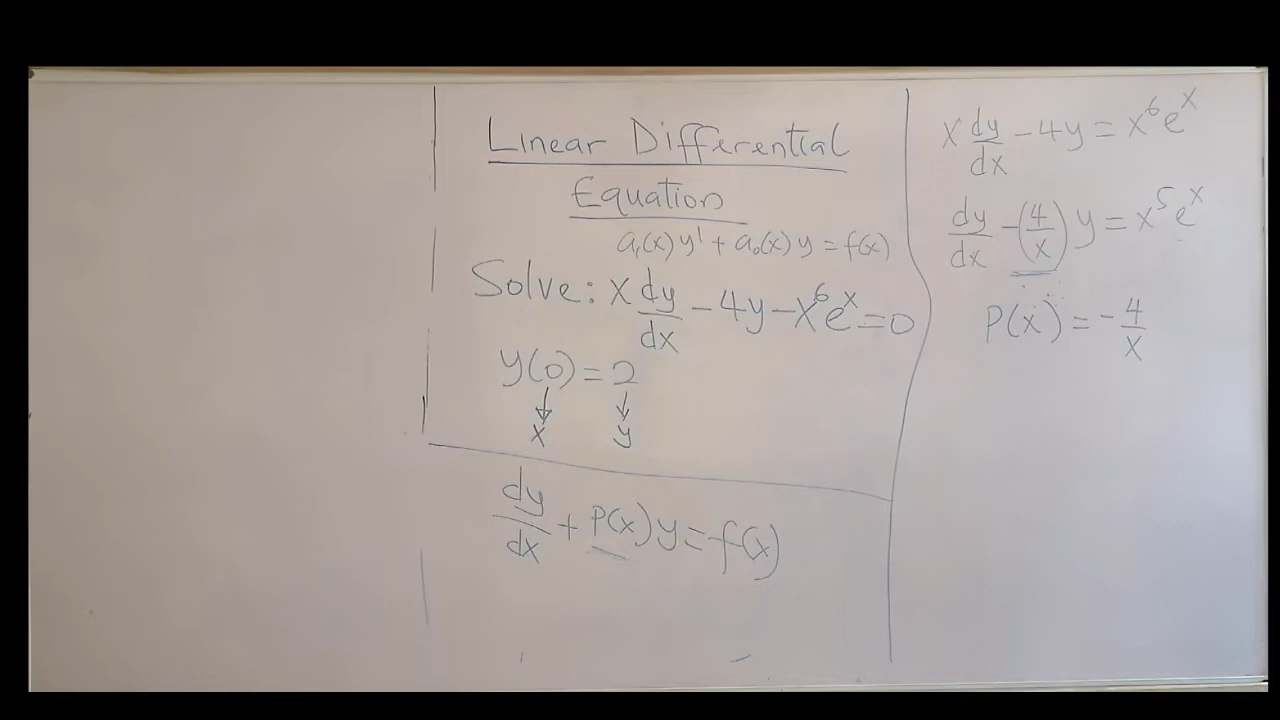 Linear Differential
Equation
a₁(x)y' + a₀(x)y = f(x)
Solve: x dy/dx - 4y - x⁶eˣ = 0
y(0) = 2
↓ ↓
x y
dy/dx + P(x)y = f(x)
x dy/dx - 4y = x⁶eˣ
dy/dx - (4/x)y = x⁵eˣ
P(x) = -4/x